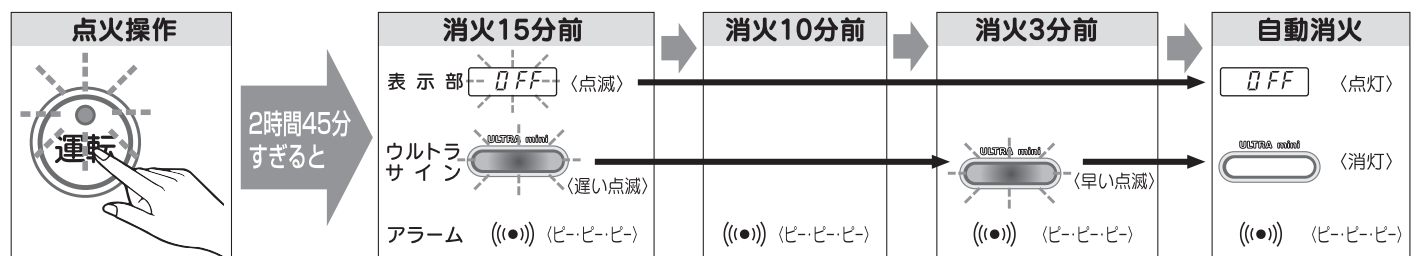 点火操作
運転
2時間45分
すぎると
消火15分前
表示部
OFF
〈点滅〉
ウルトラ
サイン
ULTRA mini
〈遅い点滅〉
アラーム
〈ピー・ピー・ピー〉
消火10分前
〈ピー・ピー・ピー〉
消火3分前
ULTRA mini
〈早い点滅〉
〈ピー・ピー・ピー〉
自動消火
OFF
〈点灯〉
ULTRA mini
〈消灯〉
〈ピー・ピー・ピー〉